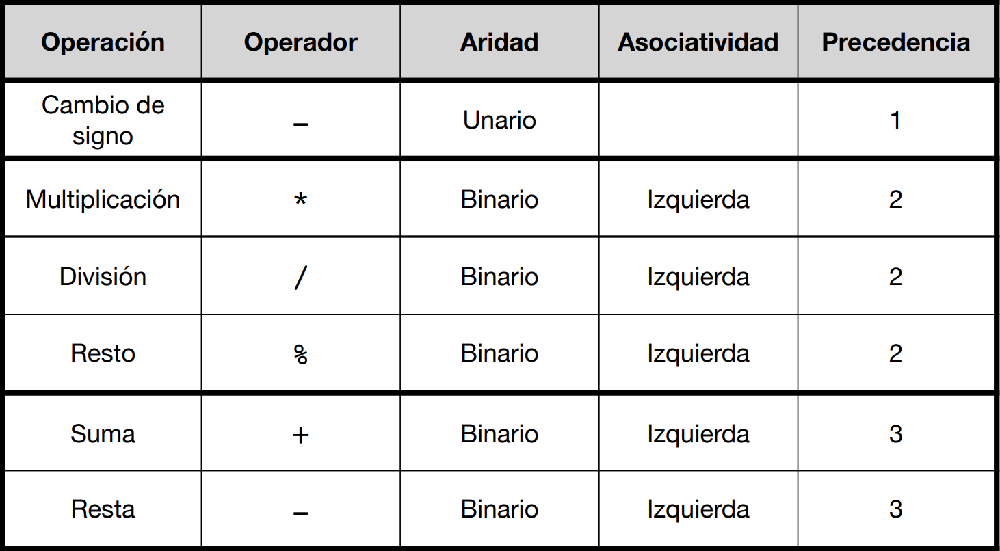 Operación Operador Aridad Asociatividad Precedencia
Cambio de
signo
− Unario 1
Multiplicación * Binario Izquierda 2
División / Binario Izquierda 2
Resto % Binario Izquierda 2
Suma + Binario Izquierda 3
Resta − Binario Izquierda 3